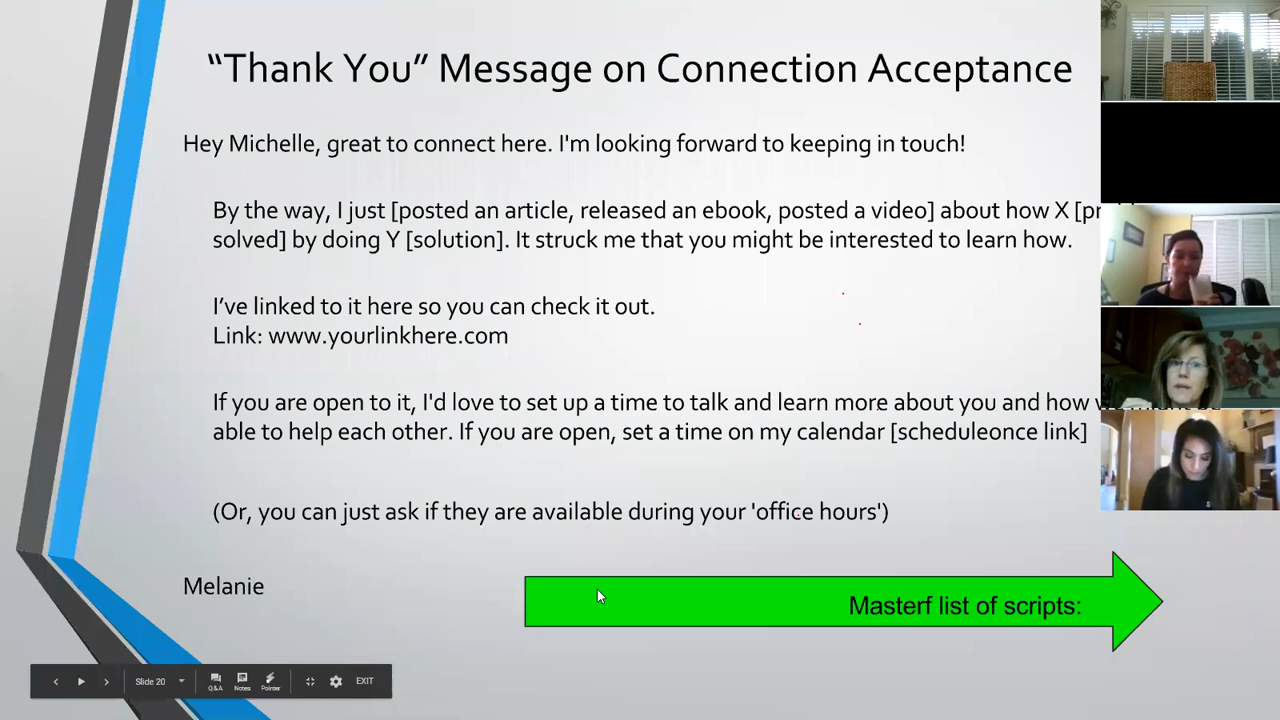 “Thank You” Message on Connection Acceptance
Hey Michelle, great to connect here. I'm looking forward to keeping in touch!
By the way, I just [posted an article, released an ebook, posted a video] about how X
solved] by doing Y [solution]. It struck me that you might be interested to learn how.
I’ve linked to it here so you can check it out.
Link: www.yourlinkhere.com
If you are open to it, I'd love to set up a time to talk and learn more about you and how
able to help each other. If you are open, set a time on my calendar [scheduleonce link]
(Or, you can just ask if they are available during your 'office hours')
Melanie
Masterf list of scripts:
Slide 20
Q&A
Notes
Pointer
EXIT